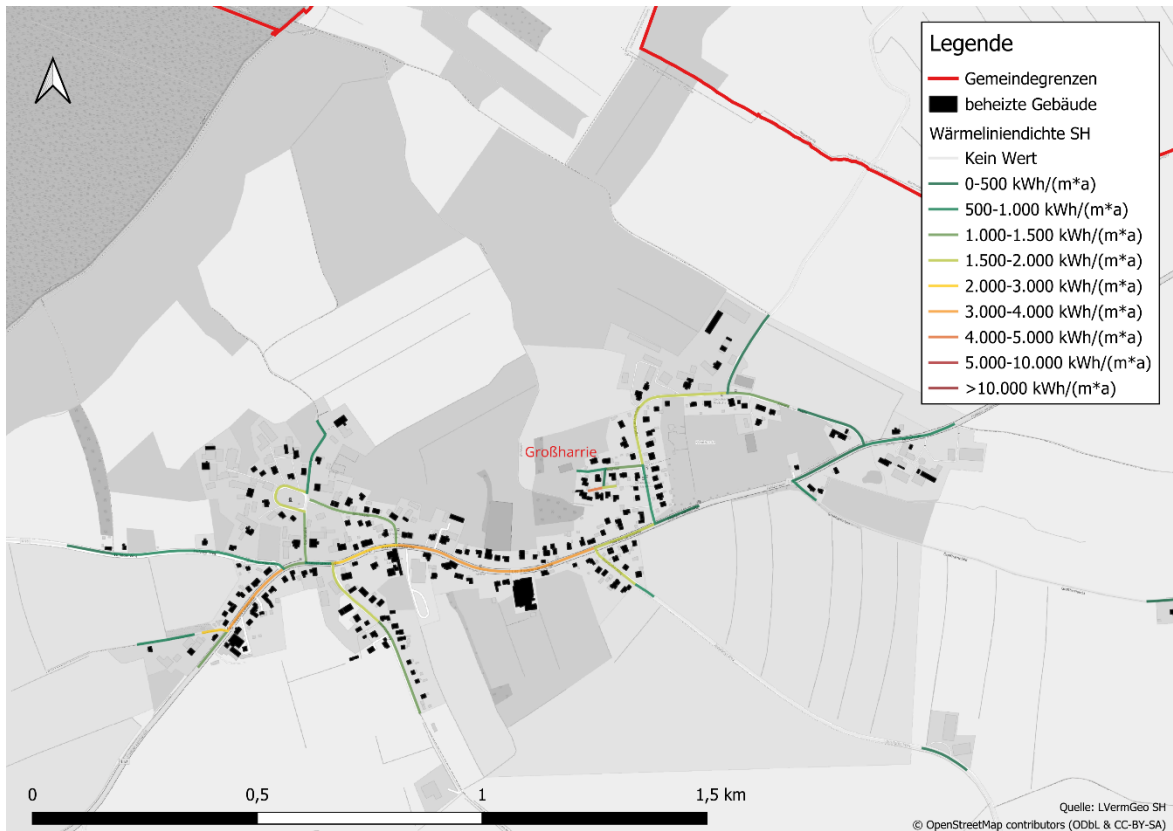 Legende
Gemeindegrenzen
beheizte Gebäude
Wärmeliniendichte SH
Kein Wert
0-500 kWh/(m*a)
500-1.000 kWh/(m*a)
1.000-1.500 kWh/(m*a)
1.500-2.000 kWh/(m*a)
2.000-3.000 kWh/(m*a)
3.000-4.000 kWh/(m*a)
4.000-5.000 kWh/(m*a)
5.000-10.000 kWh/(m*a)
>10.000 kWh/(m*a)
Großharrie
0 0,5 1 1,5 km
Quelle: LVermGeo SH
© OpenStreetMap contributors (ODbL & CC-BY-SA)